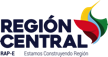 REGIÓN
CENTRAL
RAP-E Estamos Construyendo Región